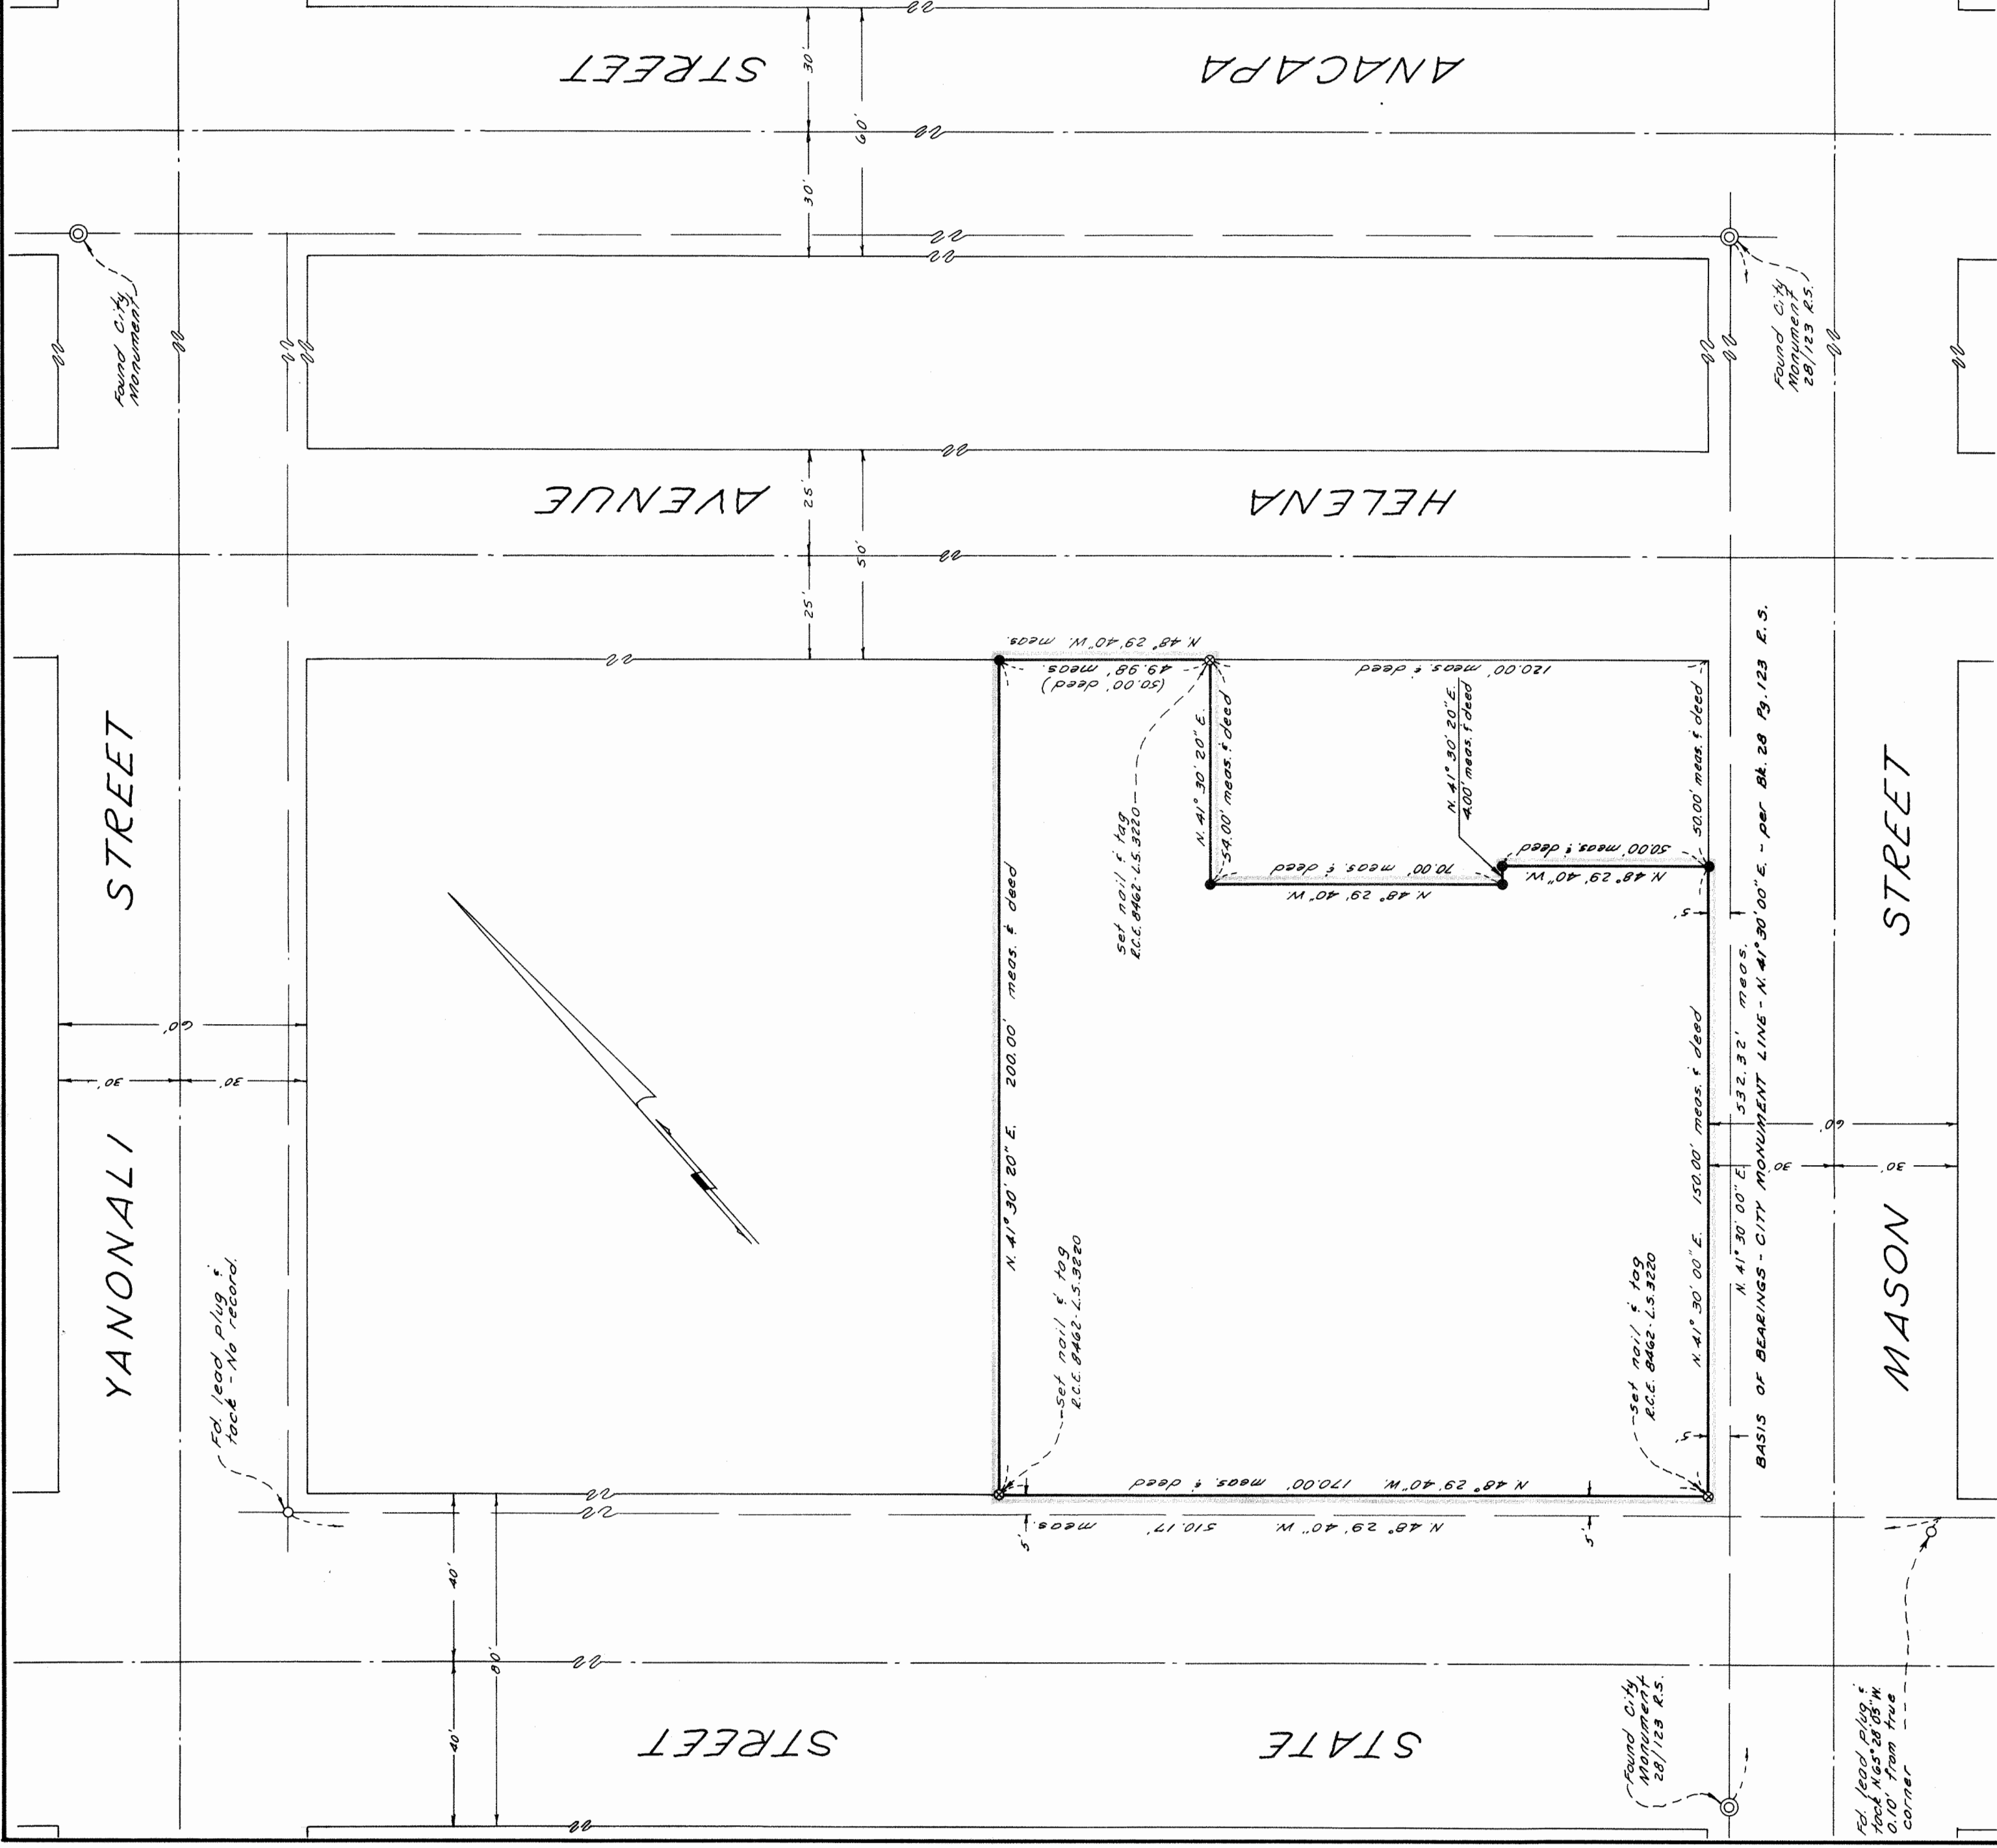 ANACAPA STREET
30'
30'
60'
Found City
Monument
Found City
Monument
28/123 R.S.
HELENA AVENUE
25'
25'
50'
YANONALI STREET
60'
30'
30'
Fd. lead plug &
tack - No record.
N. 48° 29' 40" W. meas.
49.98' meas.
(50.00' deed)
120.00' meas. & deed
N. 41° 30' 20" E.
54.00' meas. & deed
N. 41° 30' 20" E.
4.00' meas. & deed
50.00' meas. & deed
set nail & tag
R.C.E. 8462-L.S. 3220
70.00' meas. & deed
N. 48° 29' 40" W.
50.00' meas. & deed
N. 48° 29' 40" W.
N. 41° 30' 20" E. 200.00' meas. & deed
set nail & tag
R.C.E. 8462-L.S. 3220
set nail & tag
R.C.E. 8462-L.S. 3220
N. 41° 30' 00" E. 150.00' meas. & deed
5'
5'
N. 41° 30' 00" E. 532.32' meas.
BASIS OF BEARINGS - CITY MONUMENT LINE - N. 41° 30' 00" E. - per Bk. 28 Pg. 123 R.S.
MASON STREET
60'
30'
30'
N. 48° 29' 40" W. 170.00' meas. & deed
N. 48° 29' 40" W. 510.17' meas.
5'
5'
40'
40'
80'
STATE STREET
Found City
Monument
28/123 R.S.
Fd. lead plug &
tack N.65° 28' 05" W.
0.10' from true
corner